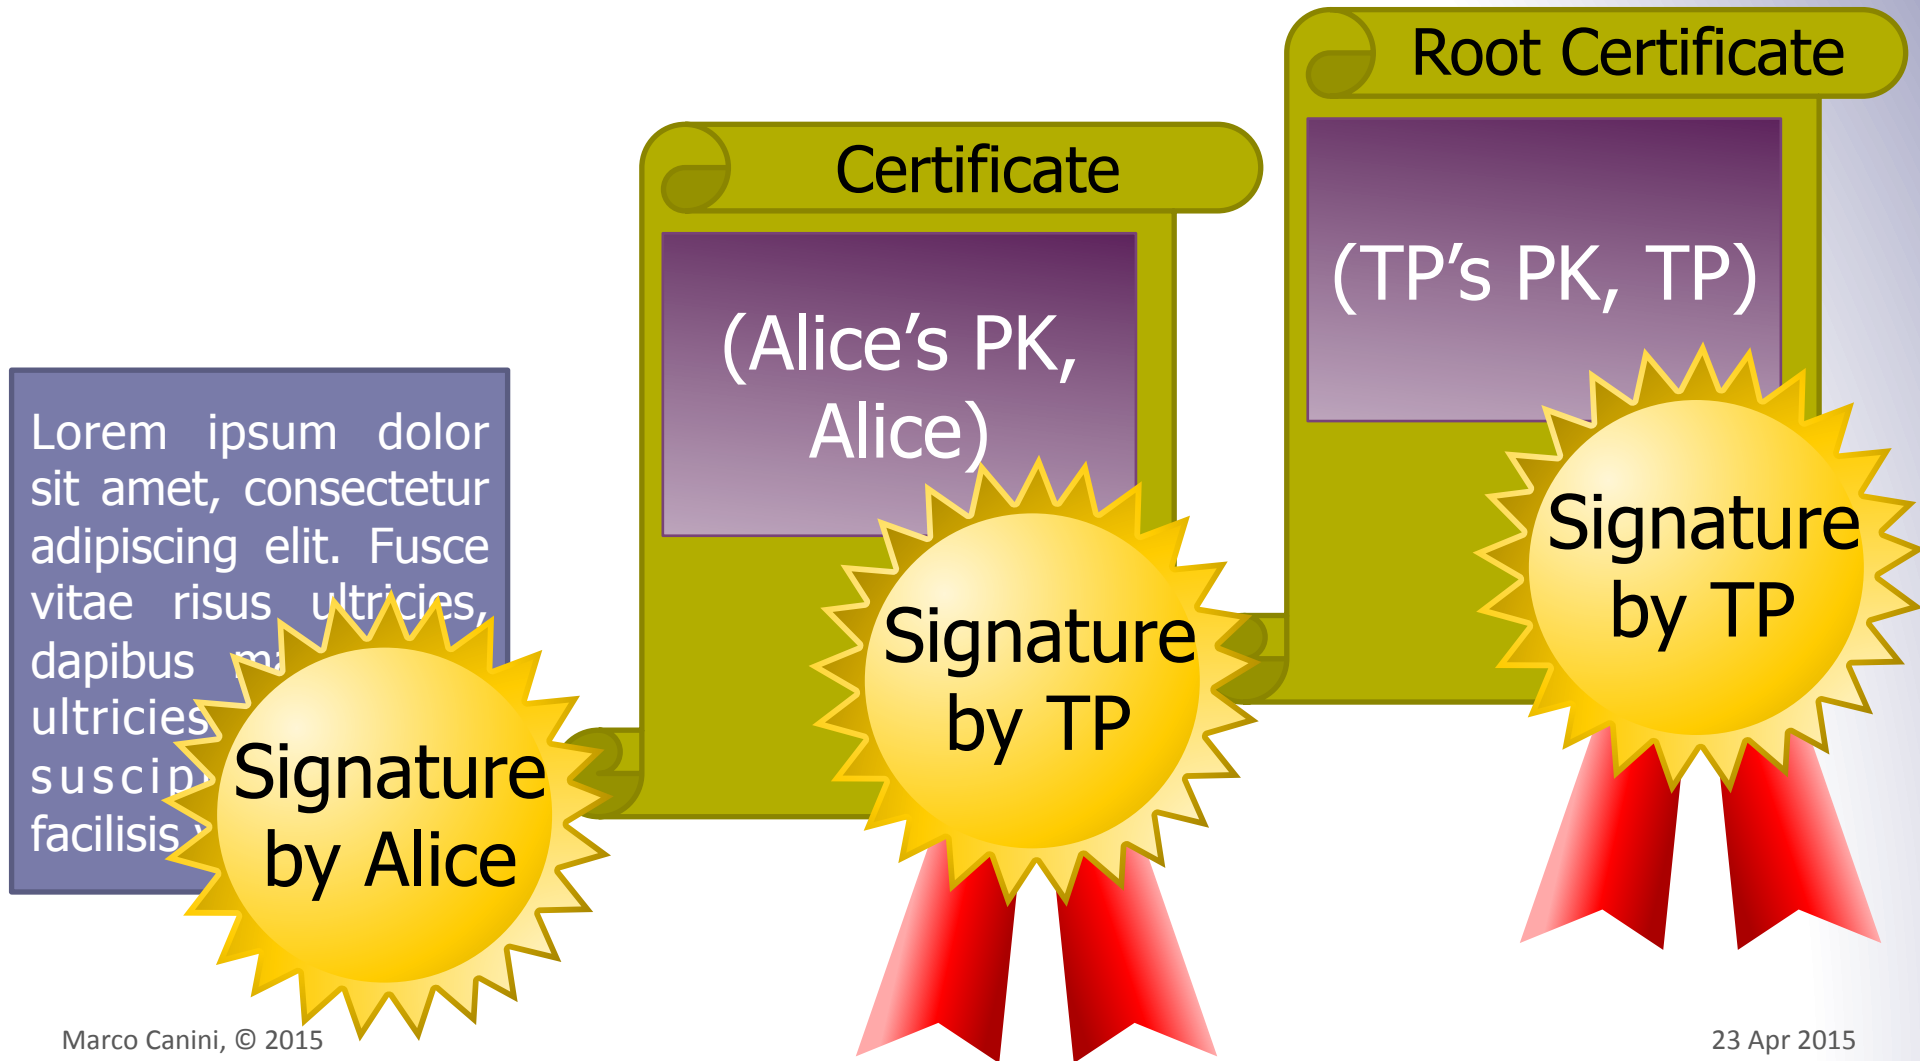 Root Certificate
(TP’s PK, TP)
Signature
by TP
Certificate
(Alice’s PK,
Alice)
Signature
by TP
Lorem ipsum dolor
sit amet, consectetur
adipiscing elit. Fusce
vitae risus ultricies,
dapibus
ultricies
facilisis
Signature
by Alice
Marco Canini, © 2015
23 Apr 2015